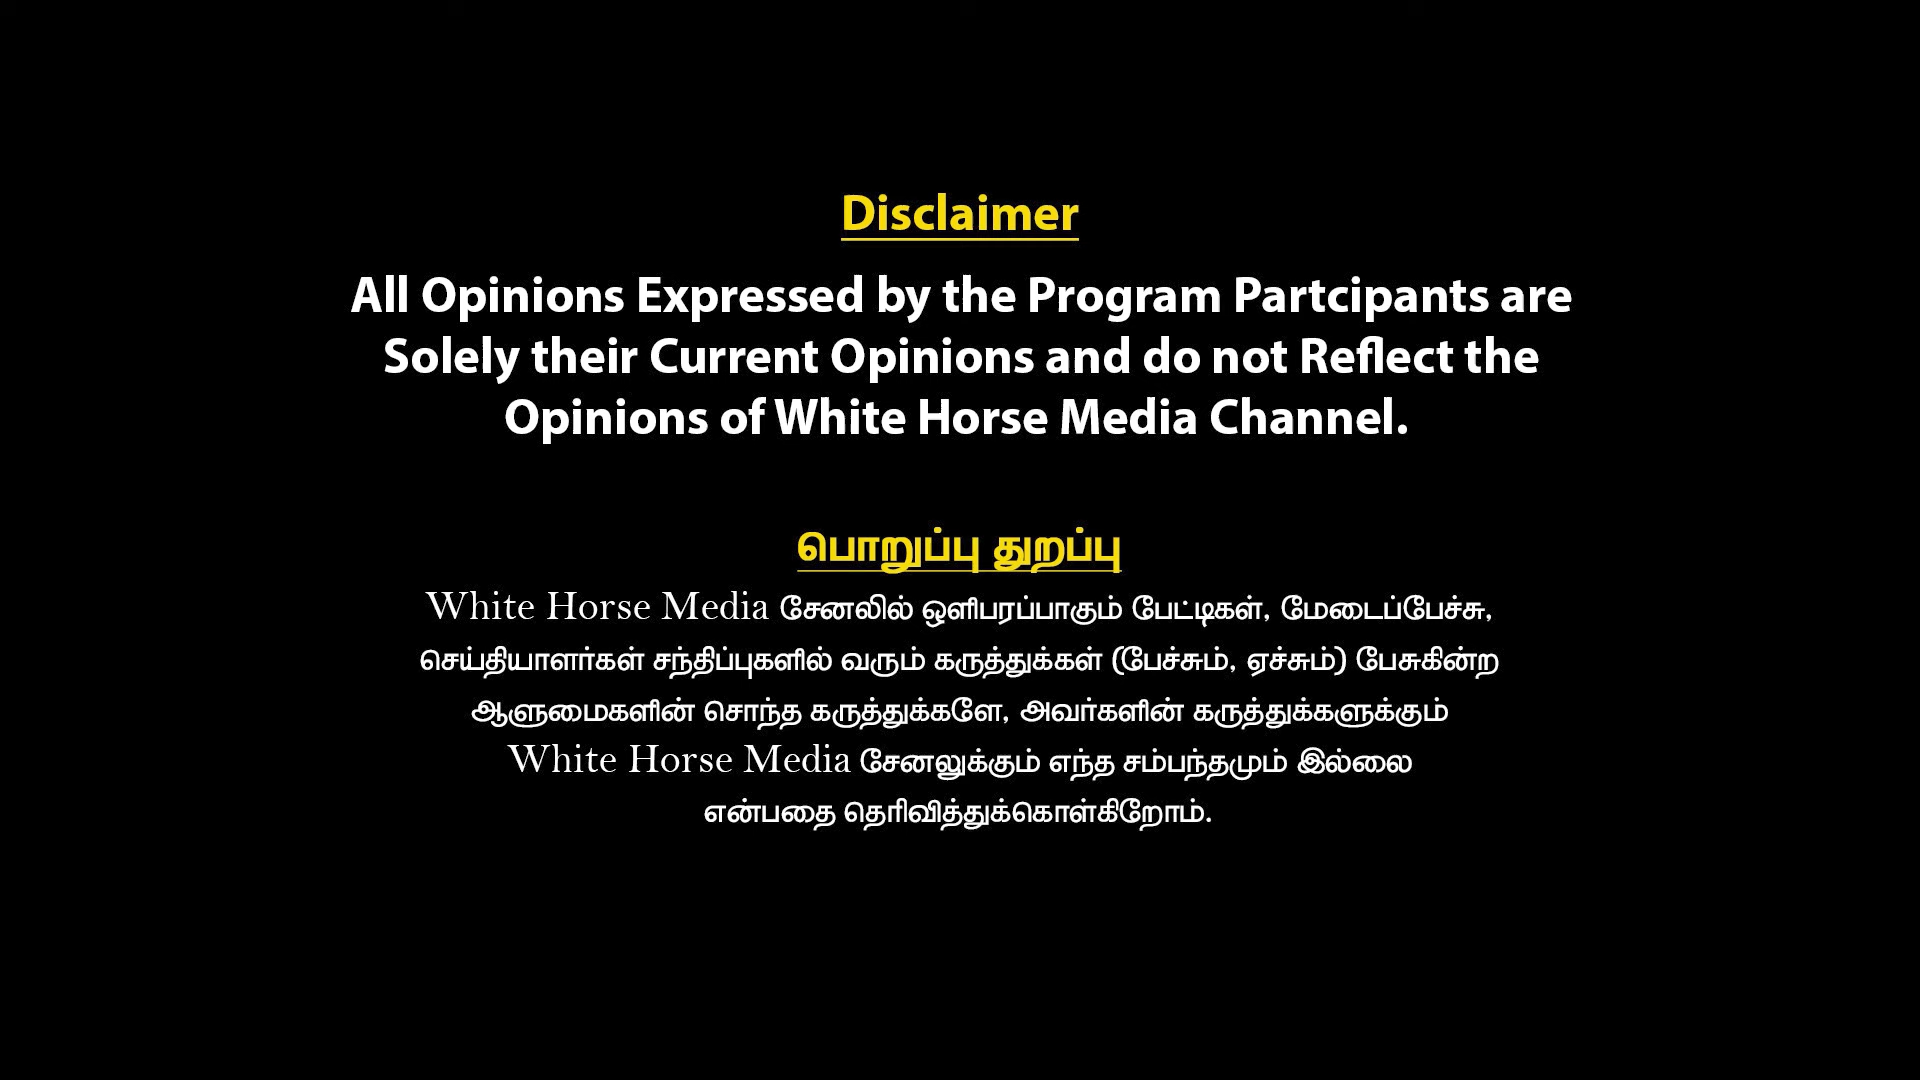 Disclaimer
All Opinions Expressed by the Program Partcipants are
Solely their Current Opinions and do not Reflect the
Opinions of White Horse Media Channel.
பொறுப்பு துறப்பு
White Horse Media சேனலில் ஒளிபரப்பாகும் பேட்டிகள், மேடைப்பேச்சு,
செய்தியாளர்கள் சந்திப்புகளில் வரும் கருத்துக்கள் (பேச்சும், ஏச்சும்) பேசுகின்ற
ஆளுமைகளின் சொந்த கருத்துக்களே, அவர்களின் கருத்துக்களுக்கும்
White Horse Media சேனலுக்கும் எந்த சம்பந்தமும் இல்லை
என்பதை தெரிவித்துக்கொள்கிறோம்.